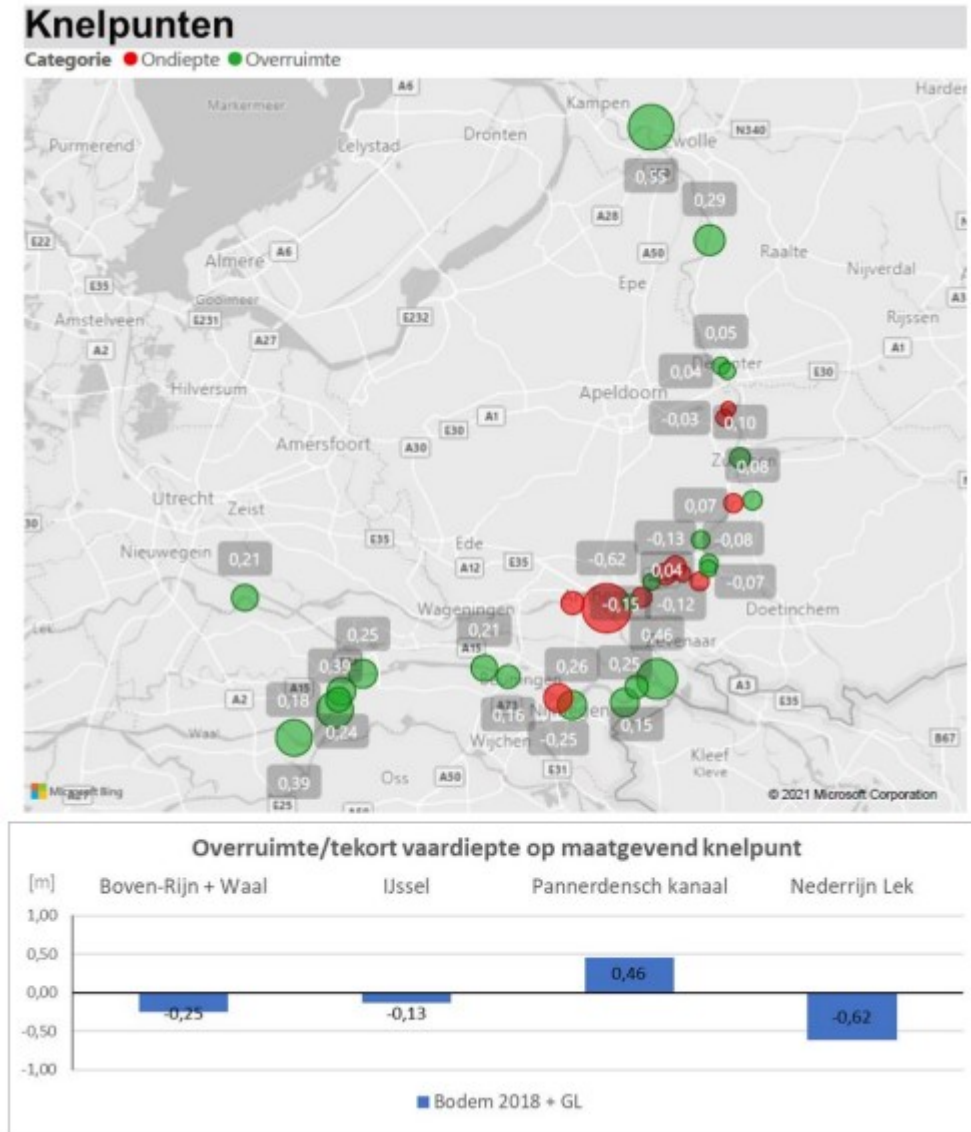 Knelpunten
Categorie Ondiepte Overruimte
A6
Harder
Markermeer
Kampen
Purmerend
Lelystad
Dronten
Zwolle
N340
0,55
0,29
A28
E22
Almere
A6
A50
Raalte
Epe
Nijverdal
E35
Gooimeer
Amstelveen
E231
E232
Rijssen
A27
0,05
A2
A1
0,04
E30
Hilversum
Apeldoorn
A1
-0,03
0,10
E30
Amersfoort
A30
0,08
Utrecht
Zeist
0,07
30
E35
-0,13
-0,08
Nieuwegein
0,21
Ede
E35
-0,62
A12
0,04
-0,07
-0,15
-0,12
Wageningen
Doetinchem
Lek
0,25
0,21
0,46
Zevenaar
A15
0,39
0,26
0,25
A15
Beuningen
A3
A2
0,18
E35
0,16
A73
0,15
Waal
0,24
Wijchen
-0,25
B67
Kleef
Kleve
Oss
A50
E31
0,39
Microsoft Bing
A27
E25
A50
© 2021 Microsoft Corporation
Overruimte/tekort vaardiepte op maatgevend knelpunt
[m]
Boven-Rijn + Waal IJssel Pannerdensch kanaal Nederrijn Lek
1,00
0,50
0,46
0,00
-0,25
-0,13
-0,62
-0,50
-1,00
Bodem 2018 + GL